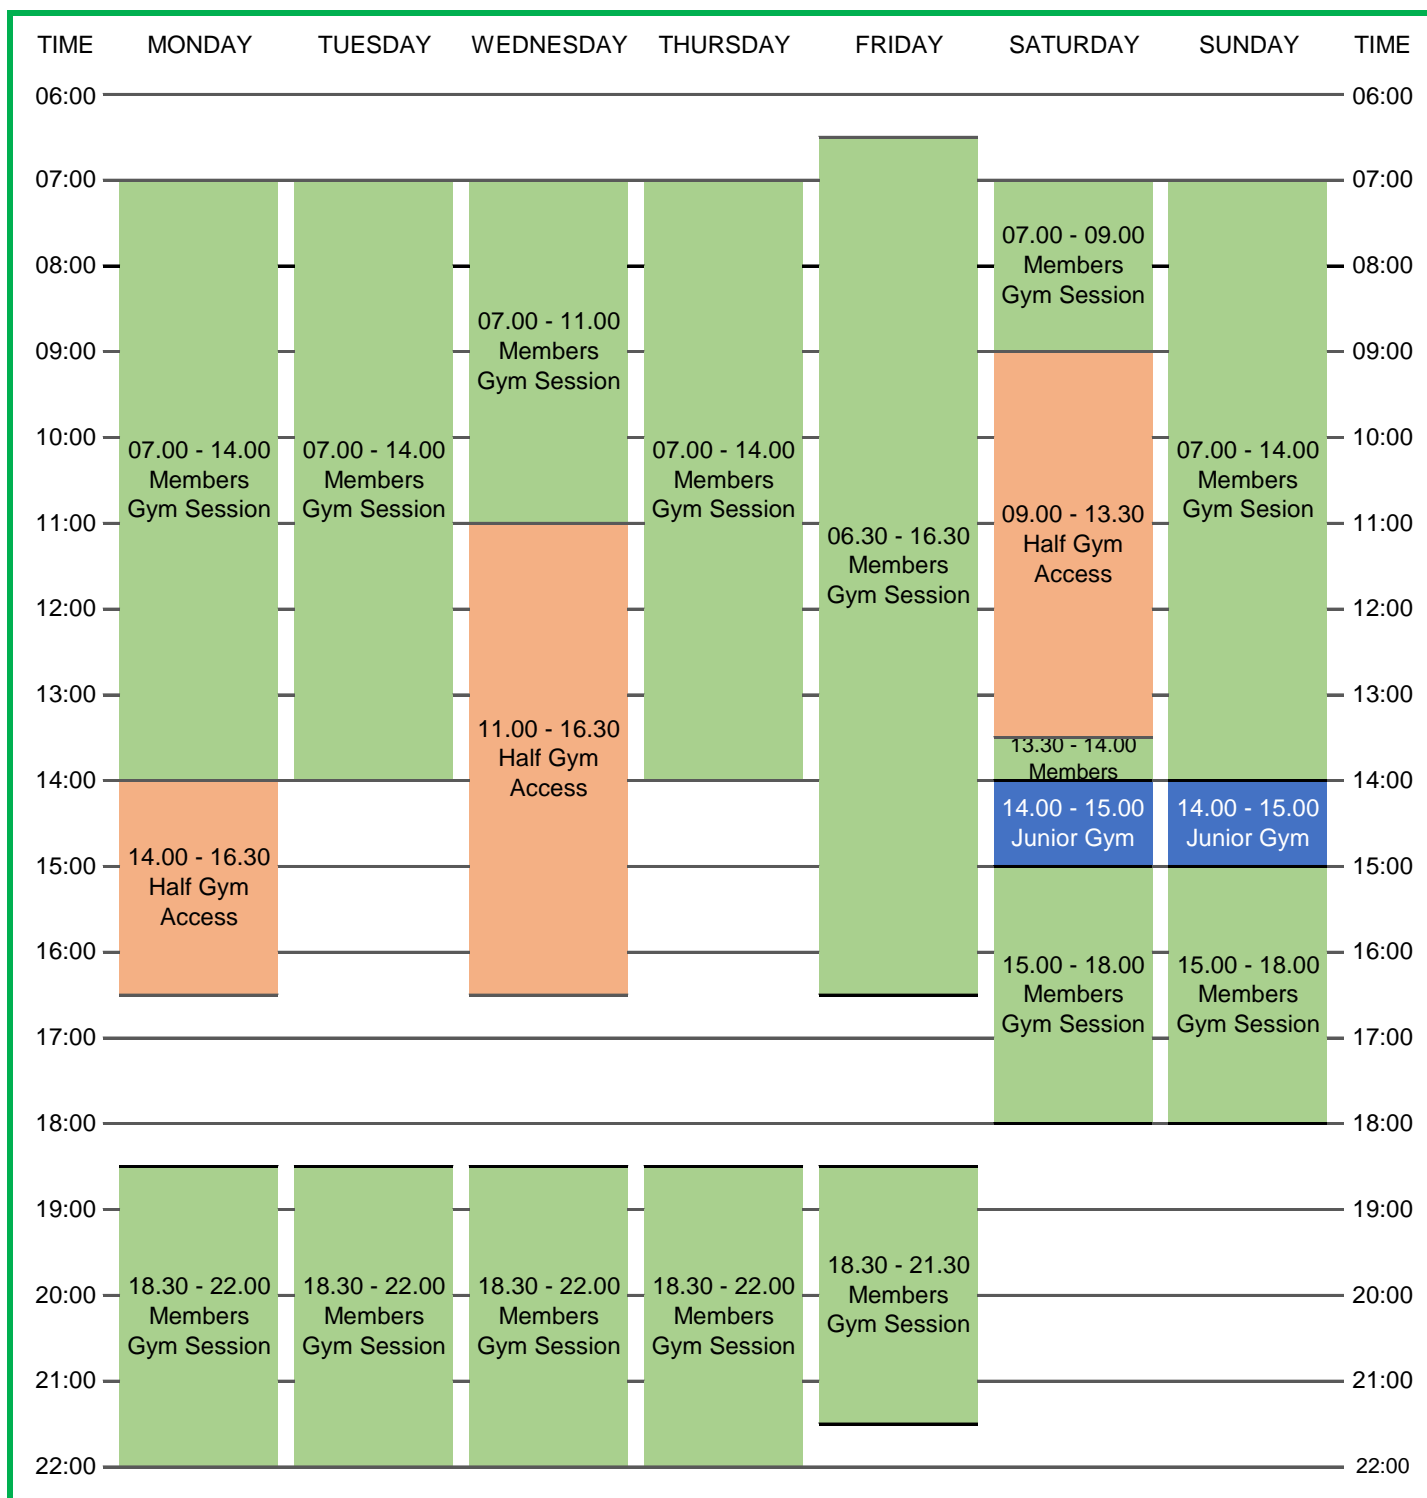 TIME MONDAY TUESDAY WEDNESDAY THURSDAY FRIDAY SATURDAY SUNDAY TIME
06:00 06:00
07:00 07:00
07.00 - 09.00
Members
Gym Session
08:00 08:00
07.00 - 11.00
Members
Gym Session
09:00 09:00
10:00 10:00
07.00 - 14.00
Members
Gym Session
07.00 - 14.00
Members
Gym Session
07.00 - 14.00
Members
Gym Session
07.00 - 14.00
Members
Gym Sesion
11:00 11:00
06.30 - 16.30
Members
Gym Session
09.00 - 13.30
Half Gym
Access
12:00 12:00
13:00 13:00
11.00 - 16.30
Half Gym
Access
13.30 - 14.00
Members
14:00 14:00
14.00 - 15.00
Junior Gym
14.00 - 15.00
Junior Gym
15:00 15:00
14.00 - 16.30
Half Gym
Access
16:00 16:00
15.00 - 18.00
Members
Gym Session
15.00 - 18.00
Members
Gym Session
17:00 17:00
18:00 18:00
19:00 19:00
18.30 - 22.00
Members
Gym Session
18.30 - 22.00
Members
Gym Session
18.30 - 22.00
Members
Gym Session
18.30 - 22.00
Members
Gym Session
18.30 - 21.30
Members
Gym Session
20:00 20:00
21:00 21:00
22:00 22:00